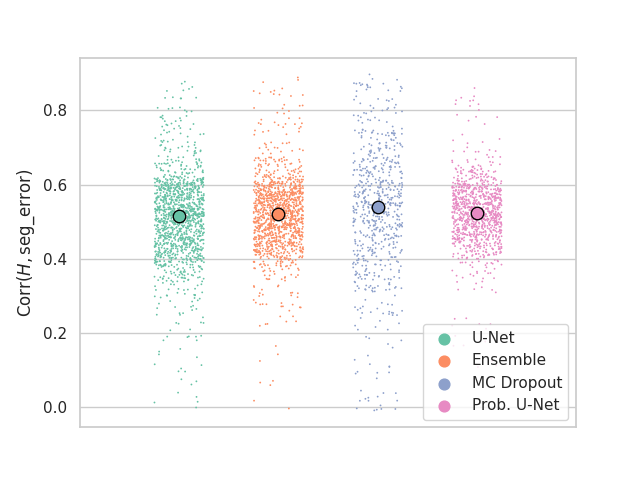 0.8
0.6
0.4
0.2
0.0
Corr(H, seg_error)
U-Net
Ensemble
MC Dropout
Prob. U-Net